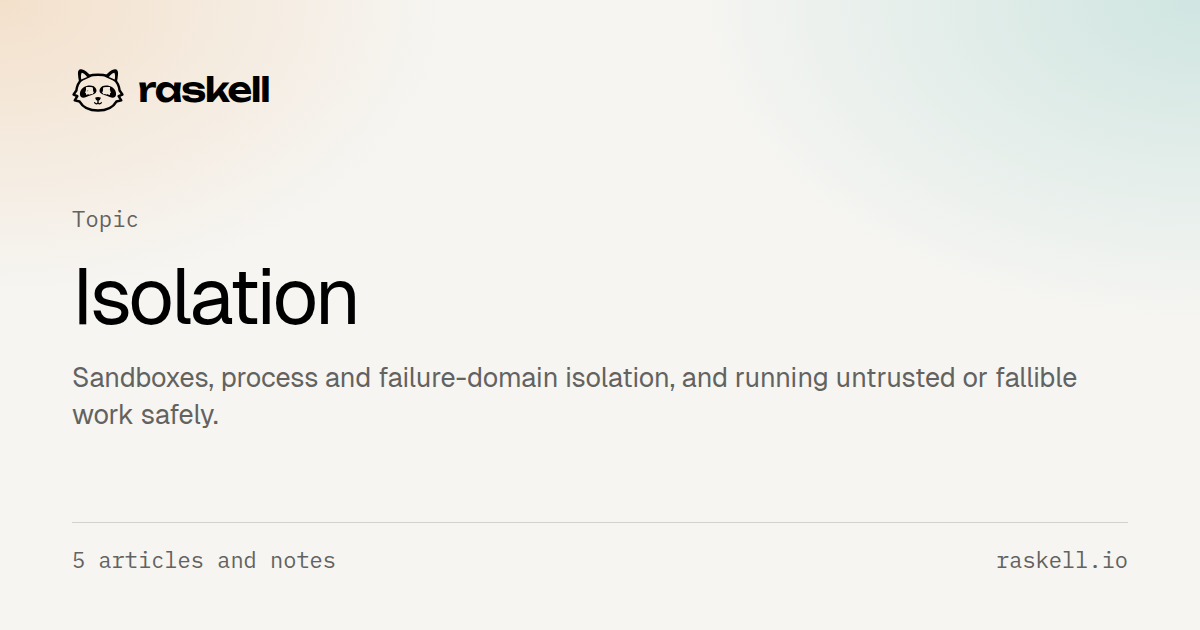 raskell
Topic
Isolation
Sandboxes, process and failure-domain isolation, and running untrusted or fallible
work safely.
5 articles and notes
raskell.io